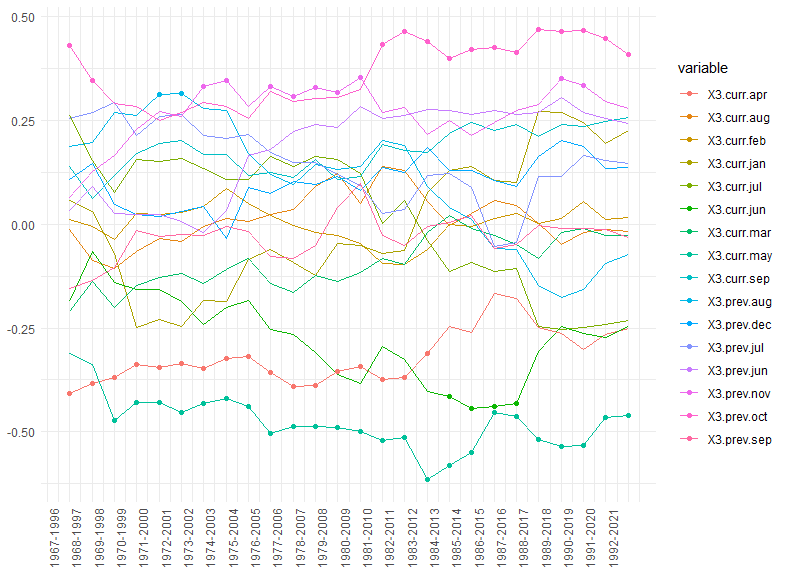 0.50
0.25
0.00
-0.25
-0.50
1967-1996
1968-1997
1969-1998
1970-1999
1971-2000
1972-2001
1973-2002
1974-2003
1975-2004
1976-2005
1977-2006
1978-2007
1979-2008
1980-2009
1981-2010
1982-2011
1983-2012
1984-2013
1985-2014
1986-2015
1987-2016
1988-2017
1989-2018
1990-2019
1991-2020
1992-2021
variable
X3.curr.apr
X3.curr.aug
X3.curr.feb
X3.curr.jan
X3.curr.jul
X3.curr.jun
X3.curr.mar
X3.curr.may
X3.curr.sep
X3.prev.aug
X3.prev.dec
X3.prev.jul
X3.prev.jun
X3.prev.nov
X3.prev.oct
X3.prev.sep